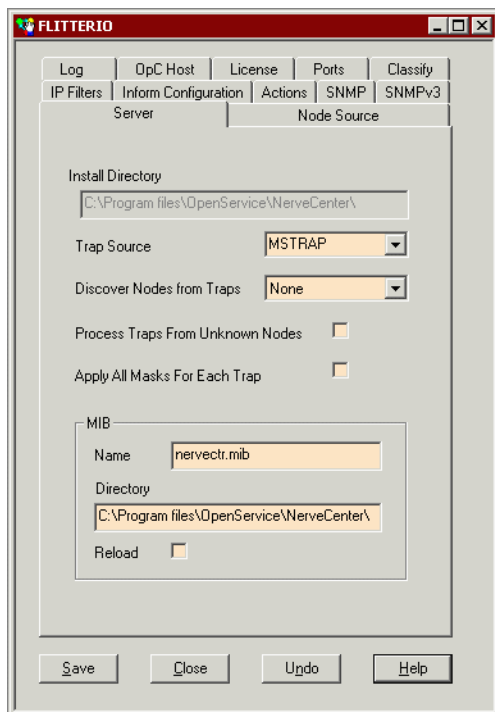 FLITTERIO
Log OpC Host License Ports Classify
IP Filters Inform Configuration Actions SNMP SNMPv3
Server Node Source
Install Directory
C:\Program files\OpenService\NerveCenter\
Trap Source MSTRAP
Discover Nodes from Traps None
Process Traps From Unknown Nodes
Apply All Masks For Each Trap
MIB
Name nervectr.mib
Directory
C:\Program files\OpenService\NerveCenter\
Reload
Save Close Undo Help